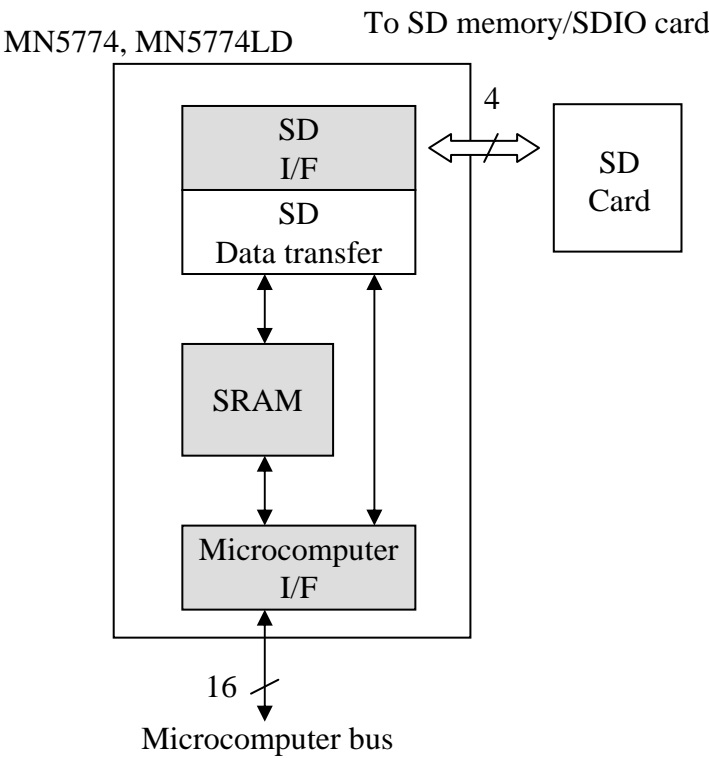 To SD memory/SDIO card
MN5774, MN5774LD
4
SD
I/F
SD
Card
SD
Data transfer
SRAM
Microcomputer
I/F
16
Microcomputer bus